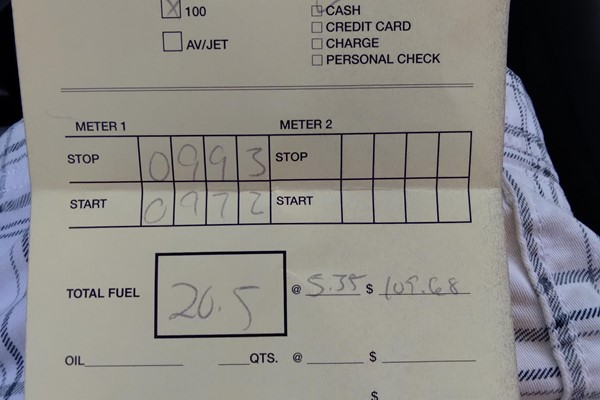 X 100 CASH
CREDIT CARD
AV/JET CHARGE
PERSONAL CHECK
METER 1 METER 2
STOP 0993 STOP
START 0972 START
TOTAL FUEL 20.5 @ 5.35 $ 109.68
OIL QTS. @ $
$